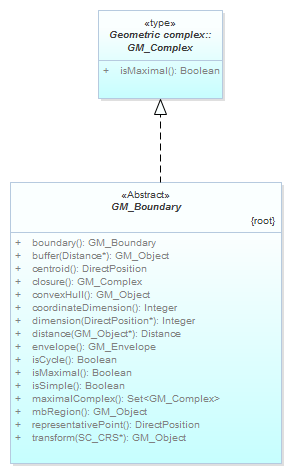 «type»
Geometric complex::
GM_Complex
+ isMaximal(): Boolean
«Abstract»
GM_Boundary
{root}
+ boundary(): GM_Boundary
+ buffer(Distance*): GM_Object
+ centroid(): DirectPosition
+ closure(): GM_Complex
+ convexHull(): GM_Object
+ coordinateDimension(): Integer
+ dimension(DirectPosition*): Integer
+ distance(GM_Object*): Distance
+ envelope(): GM_Envelope
+ isCycle(): Boolean
+ isMaximal(): Boolean
+ isSimple(): Boolean
+ maximalComplex(): Set<GM_Complex>
+ mbRegion(): GM_Object
+ representativePoint(): DirectPosition
+ transform(SC_CRS*): GM_Object